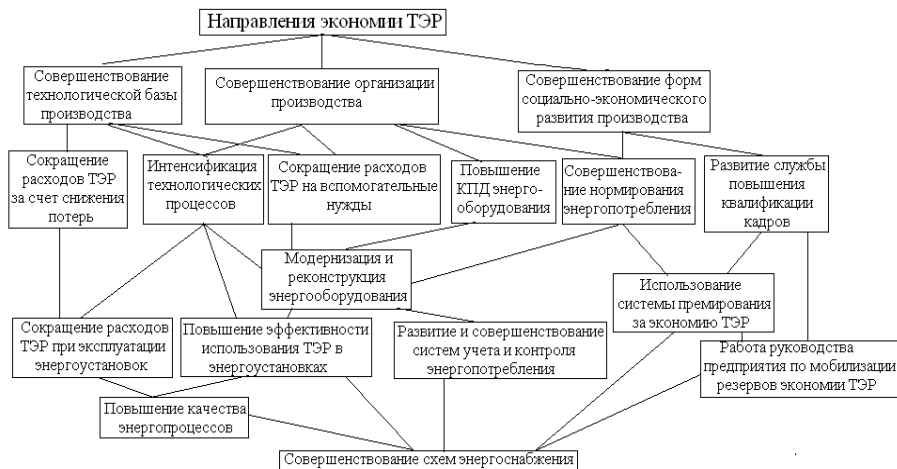 Направления экономии ТЭР
Совершенствование
технологической базы
производства
Совершенствование организации
производства
Совершенствование форм
социально-экономического
развития производства
Сокращение
расходов ТЭР
за счет снижения
потерь
Интенсификация
технологических
процессов
Сокращение расходов
ТЭР на вспомогательные
нужды
Повышение
КПД энерго-
оборудования
Совершенствова-
ние нормирования
энергопотребления
Развитие службы
повышения
квалификации
кадров
Модернизация и
реконструкция
энергооборудования
Использование
системы премирования
за экономию ТЭР
Сокращение расходов
ТЭР при эксплуатации
энергоустановок
Повышение эффективности
использования ТЭР в
энергоустановках
Развитие и совершенствование
систем учета и контроля
энергопотребления
Работа руководства
предприятия по мобилизации
резервов экономии ТЭР
Повышение качества
энергопроцессов
Совершенствование схем энергоснабжения